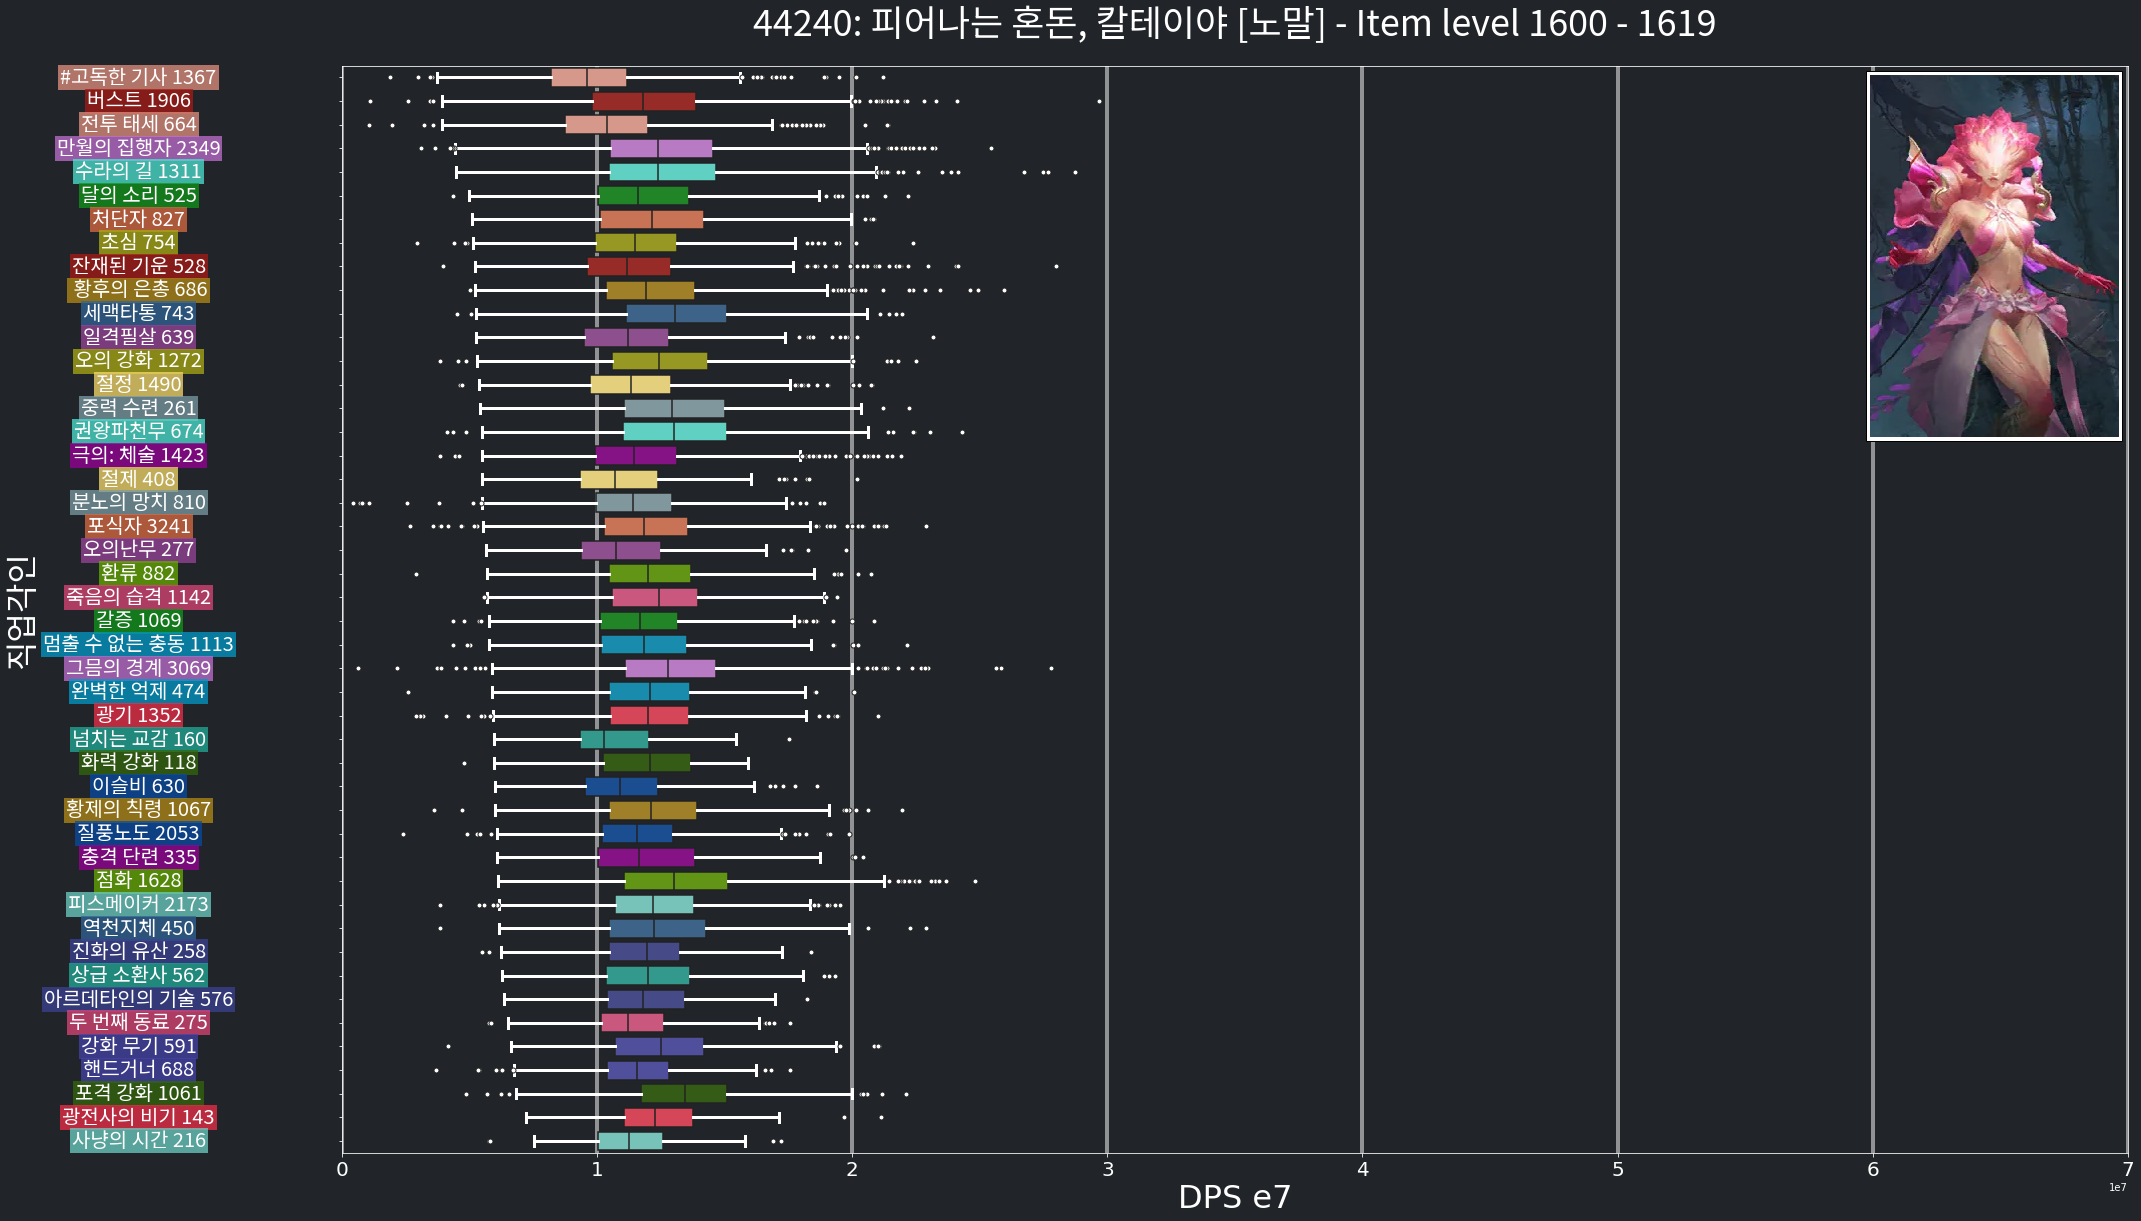 44240: 피어나는 혼돈, 칼테이야 [노말] - Item level 1600 - 1619
직업각인
#고독한 기사 1367
버스트 1906
전투 태세 664
만월의 집행자 2349
수라의 길 1311
달의 소리 525
처단자 827
초심 754
잔재된 기운 528
황후의 은총 686
세맥타통 743
일격필살 639
오의 강화 1272
절정 1490
중력 수련 261
권왕파천무 674
극의: 체술 1423
절제 408
분노의 망치 810
포식자 3241
오의난무 277
환류 882
죽음의 습격 1142
갈증 1069
멈출 수 없는 충동 1113
그믐의 경계 3069
완벽한 억제 474
광기 1352
넘치는 교감 160
화력 강화 118
이슬비 630
황제의 칙령 1067
질풍노도 2053
충격 단련 335
점화 1628
피스메이커 2173
역천지체 450
진화의 유산 258
상급 소환사 562
아르데타인의 기술 576
두 번째 동료 275
강화 무기 591
핸드거너 688
포격 강화 1061
광전사의 비기 143
사냥의 시간 216
0 1 2 3 4 5 6 7
1e7
DPS e7